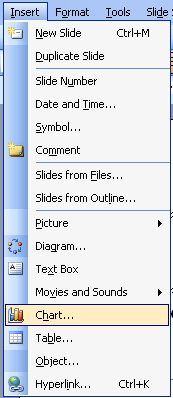 Insert Format Tools Slide S
New Slide Ctrl+M
Duplicate Slide
Slide Number
Date and Time...
Symbol...
Comment
Slides from Files...
Slides from Outline...
Picture
Diagram...
Text Box
Movies and Sounds
Chart...
Table...
Object...
Hyperlink... Ctrl+K